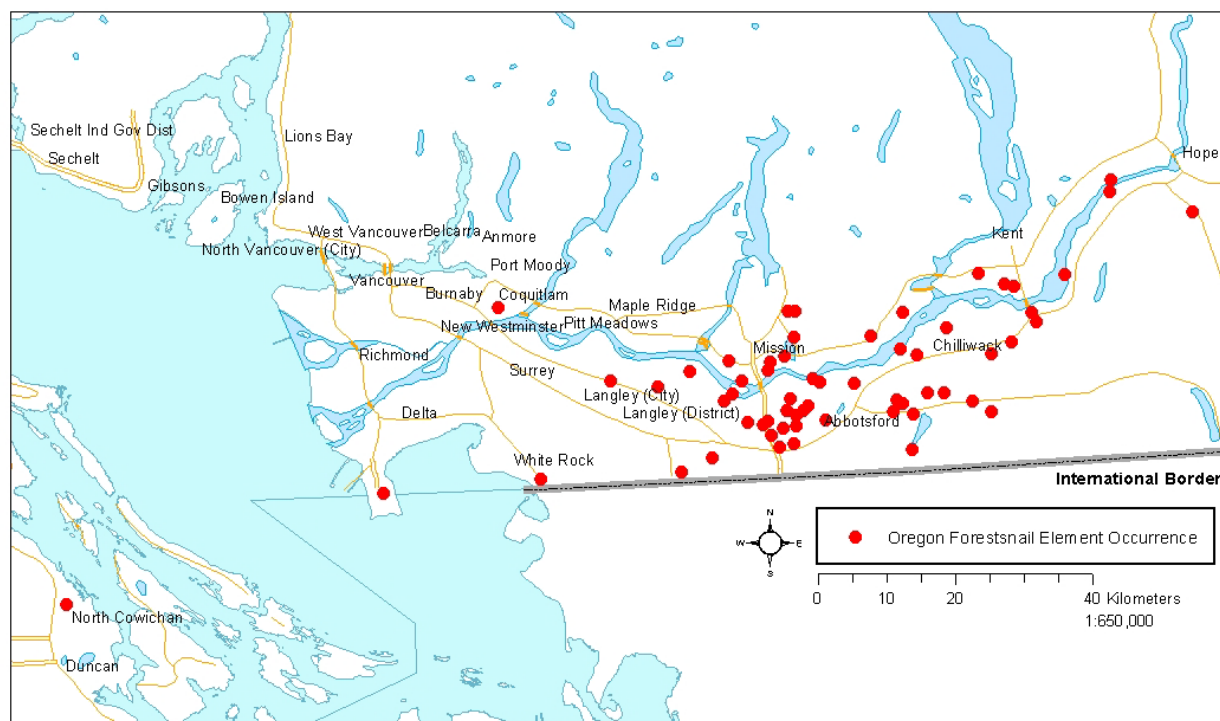 Hope
Sechelt Ind Gov Dist
Lions Bay
Sechelt
Gibsons
Bowen Island
West Vancouver
Belcarra
Anmore
Kent
North Vancouver (City)
Port Moody
Vancouver
Burnaby
Coquitlam
Maple Ridge
New Westminster
Pitt Meadows
Mission
Chilliwack
Richmond
Surrey
Langley (City)
Delta
Langley (District)
Abbotsford
White Rock
International Border
N
W
E
S
Oregon Forestsnail Element Occurrence
0 10 20 40 Kilometers
1:650,000
North Cowichan
Duncan